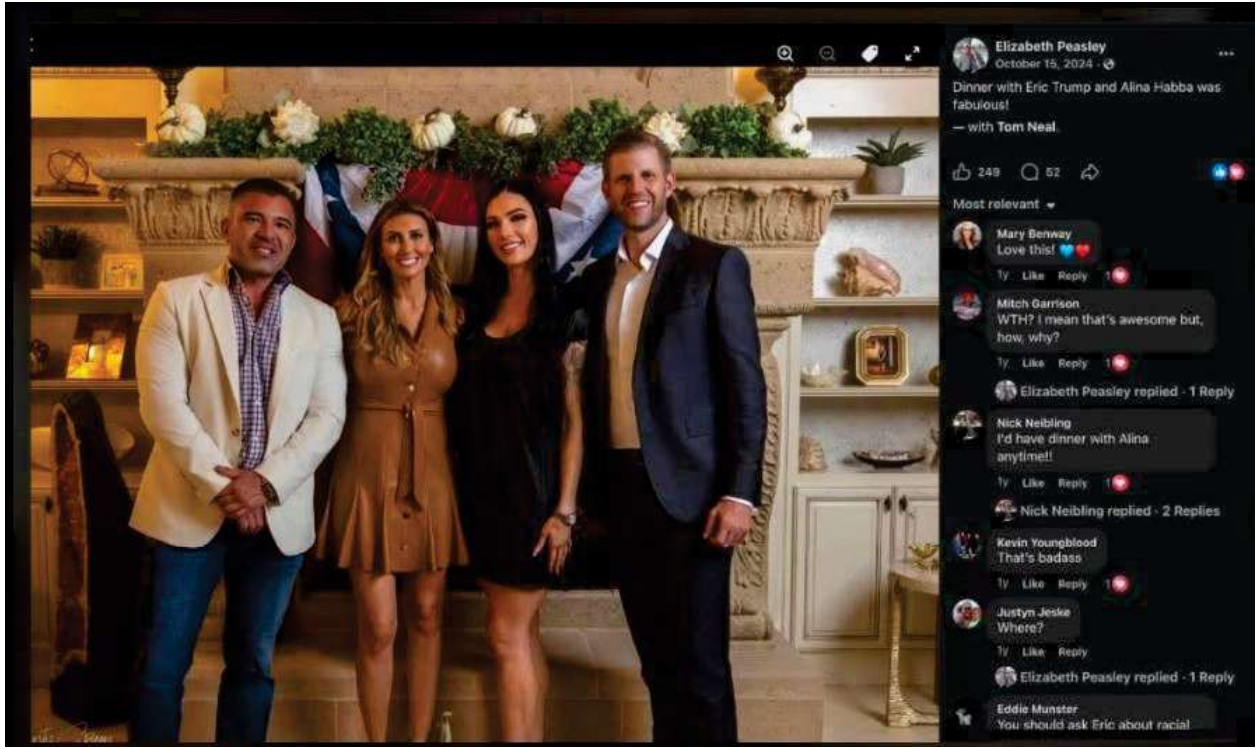 Elizabeth Peasley
October 15, 2024 ·
Dinner with Eric Trump and Alina Habba was
fabulous!
— with Tom Neal.
249 52
Most relevant
Mary Benway
Love this! 💙❤️
1y Like Reply 1
Mitch Garrison
WTH? I mean that's awesome but,
how, why?
1y Like Reply 1
Elizabeth Peasley replied · 1 Reply
Nick Neibling
I'd have dinner with Alina
anytime!!
1y Like Reply 1
Nick Neibling replied · 2 Replies
Kevin Youngblood
That's badass
1y Like Reply 1
Justyn Jeske
Where?
1y Like Reply
Elizabeth Peasley replied · 1 Reply
Eddie Munster
You should ask Eric about racial